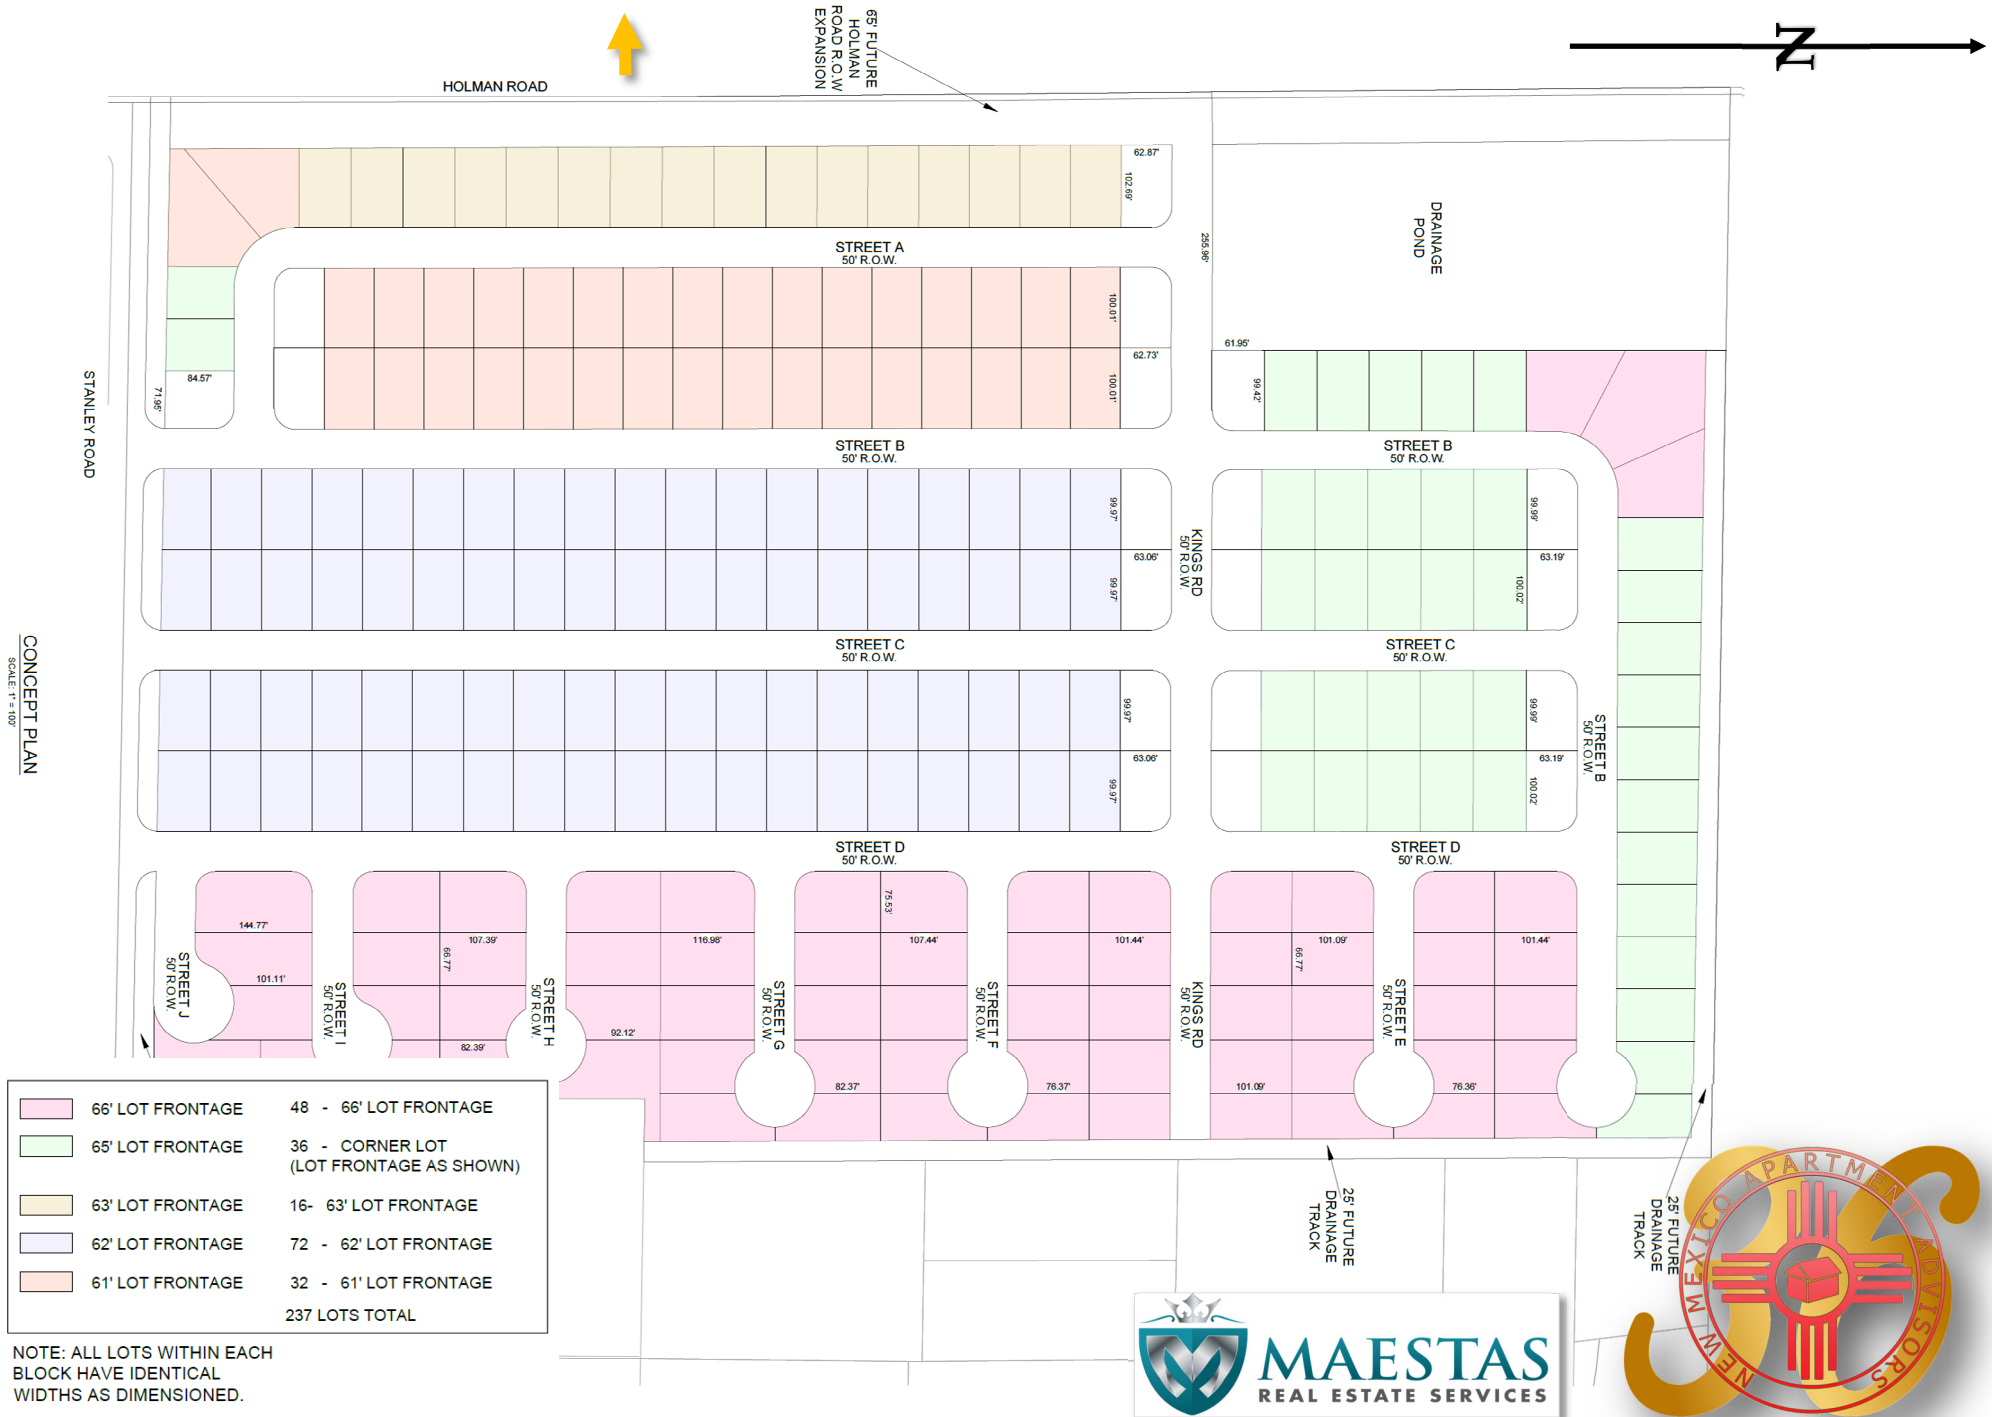 65' FUTURE
HOLMAN
ROAD R.O.W
EXPANSION
N
HOLMAN ROAD
62.87'
102.69'
STREET A
50' R.O.W.
255.96'
DRAINAGE
POND
100.01'
62.73'
100.01'
61.95'
99.42'
84.57'
71.95'
STANLEY ROAD
STREET B
50' R.O.W.
STREET B
50' R.O.W.
99.97'
63.06'
99.97'
KINGS RD
50' R.O.W.
99.99'
63.19'
100.02'
STREET C
50' R.O.W.
STREET C
50' R.O.W.
CONCEPT PLAN
SCALE: 1" = 100'
99.97'
63.06'
99.97'
99.99'
63.19'
100.02'
STREET B
50' R.O.W.
STREET D
50' R.O.W.
STREET D
50' R.O.W.
144.77'
101.11'
107.39'
66.77'
82.39'
116.98'
92.12'
75.53'
107.44'
82.37'
101.44'
76.37'
101.09'
66.77'
101.09'
101.44'
76.36'
STREET J
50' R.O.W.
STREET I
50' R.O.W.
STREET H
50' R.O.W.
STREET G
50' R.O.W.
STREET F
50' R.O.W.
KINGS RD
50' R.O.W.
STREET E
50' R.O.W.
66' LOT FRONTAGE 48 - 66' LOT FRONTAGE
65' LOT FRONTAGE 36 - CORNER LOT
(LOT FRONTAGE AS SHOWN)
63' LOT FRONTAGE 16- 63' LOT FRONTAGE
62' LOT FRONTAGE 72 - 62' LOT FRONTAGE
61' LOT FRONTAGE 32 - 61' LOT FRONTAGE
237 LOTS TOTAL
NOTE: ALL LOTS WITHIN EACH
BLOCK HAVE IDENTICAL
WIDTHS AS DIMENSIONED.
25' FUTURE
DRAINAGE
TRACK
25' FUTURE
DRAINAGE
TRACK
MAESTAS
REAL ESTATE SERVICES
NEW MEXICO APARTMENT ADVISORS